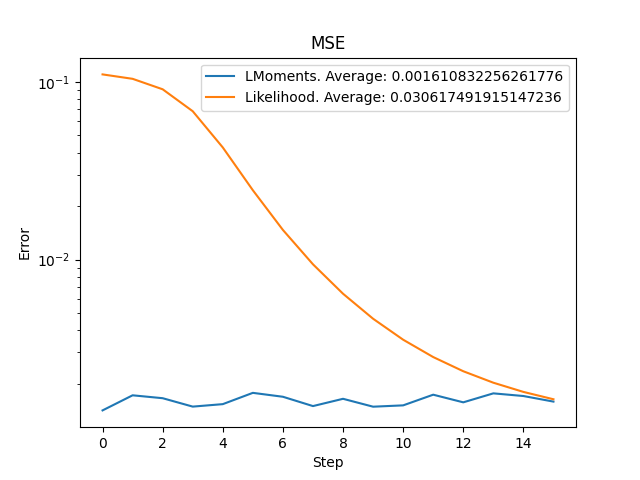 MSE
LMoments. Average: 0.001610832256261776
Likelihood. Average: 0.030617491915147236
10⁻¹
10⁻²
Error
0 2 4 6 8 10 12 14
Step